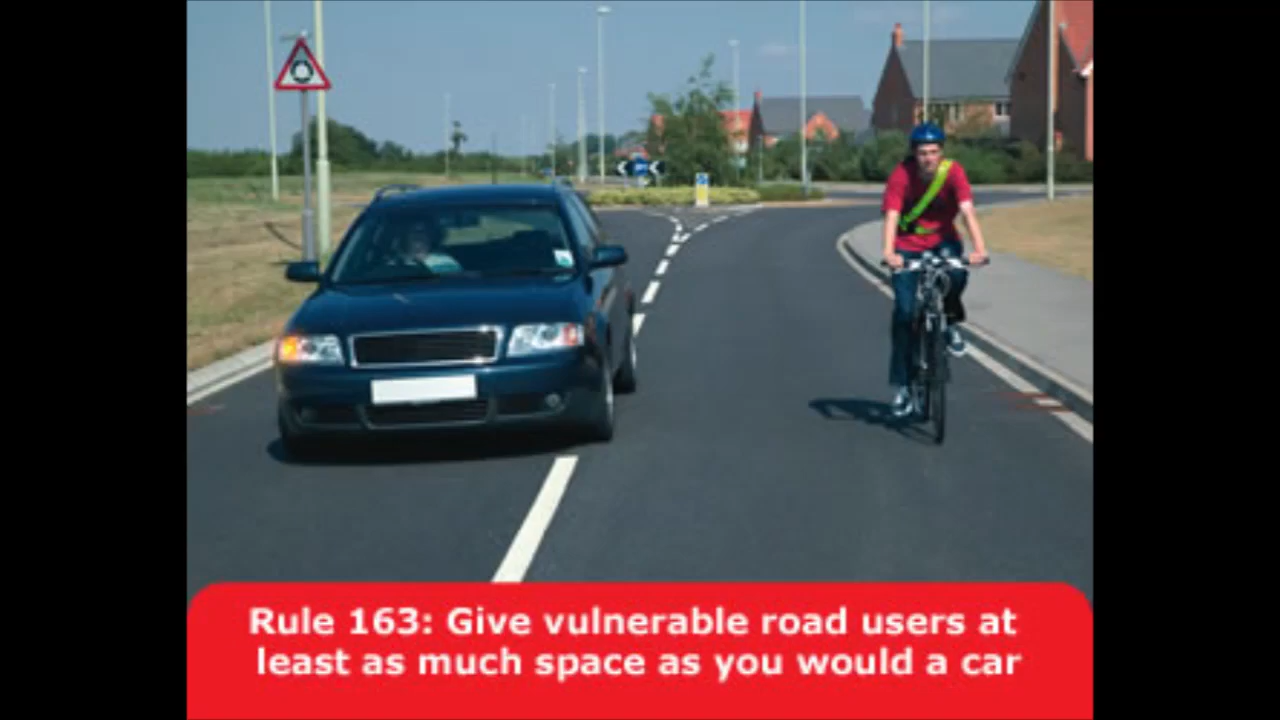 Rule 163: Give vulnerable road users at
least as much space as you would a car